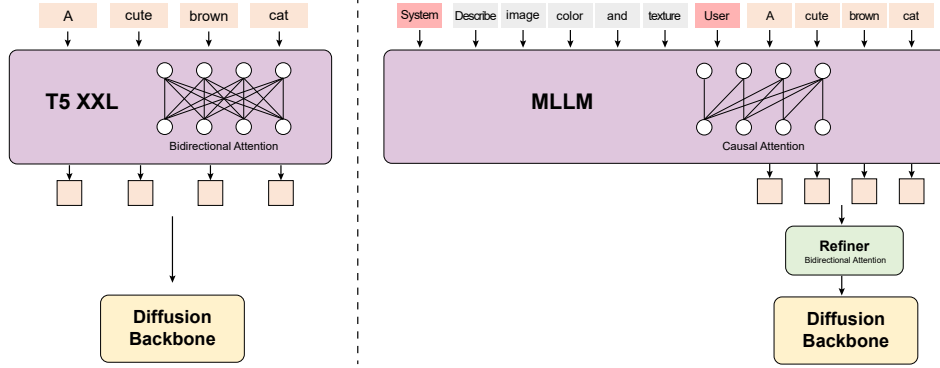 A cute brown cat
T5 XXL
Bidirectional Attention
Diffusion
Backbone
System Describe image color and texture User A cute brown cat
MLLM
Causal Attention
Refiner
Bidirectional Attention
Diffusion
Backbone